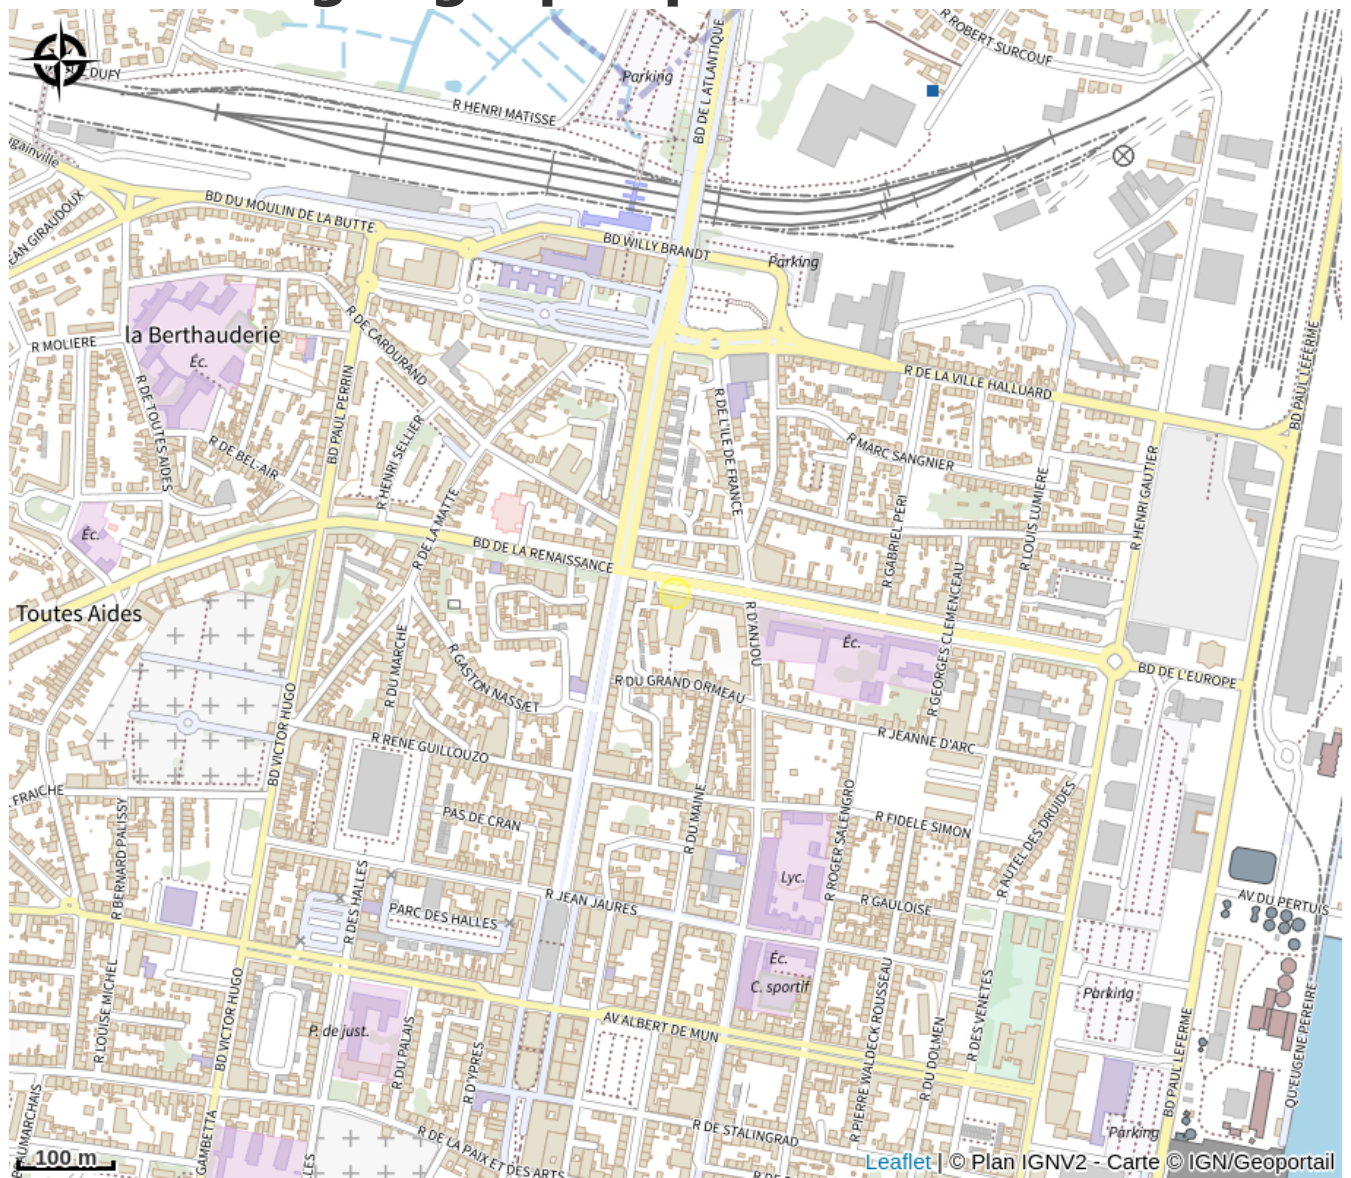 DUFY
R HENRI MATISSE
Parking
BD DE L ATLANTIQUE
R ROBERT SURCOUF
ugainville
EAN GIRAUDOUX
BD DU MOULIN DE LA BUTTE
BD WILLY BRANDT
Parking
la Berthauderie
Éc.
R MOLIERE
R DE TOUTES AIDES
R DE BEL-AIR
BD PAUL PERRIN
R DE CARDURAND
R HENRI SELLIER
R DE LA MATTE
R DE L'ILE DE FRANCE
R DE LA VILLE HALLUARD
R MARC SANGNIER
R GABRIEL PERI
R LOUIS LUMIERE
R HENRI GAUTIER
BD PAUL LEFERME
Éc.
BD DE LA RENAISSANCE
Toutes Aides
R DU MARCHE
R GASTON NASSET
R D'ANJOU
Éc.
R GEORGES CLEMENCEAU
BD DE L'EUROPE
R DU GRAND ORMEAU
BD VICTOR HUGO
R RENE GUILLOUZO
R JEANNE D'ARC
FRAICHE
R BERNARD PALISSY
PAS DE CRAN
R DU MAINE
R ROGER SALENGRO
R FIDELE SIMON
R AUTEL DES DRUIDES
Lyc.
R DES HALLES
PARC DES HALLES
R JEAN JAURES
R GAULOISE
AV DU PERTUIS
R LOUISE MICHEL
BD VICTOR HUGO
Éc.
C. sportif
Parking
P. de just.
R DU PALAIS
R D'YPRES
AV ALBERT DE MUN
R PIERRE WALDECK ROUSSEAU
R DU DOLMEN
R DES VENETES
BD PAUL LEFERME
QU EUGENE PEREIRE
EAUMARCHAIS
GAMBETTA
LES
R DE LA PAIX ET DES ARTS
R DE STALINGRAD
Parking
100 m
Leaflet | © Plan IGNV2 - Carte © IGN/Geoportail